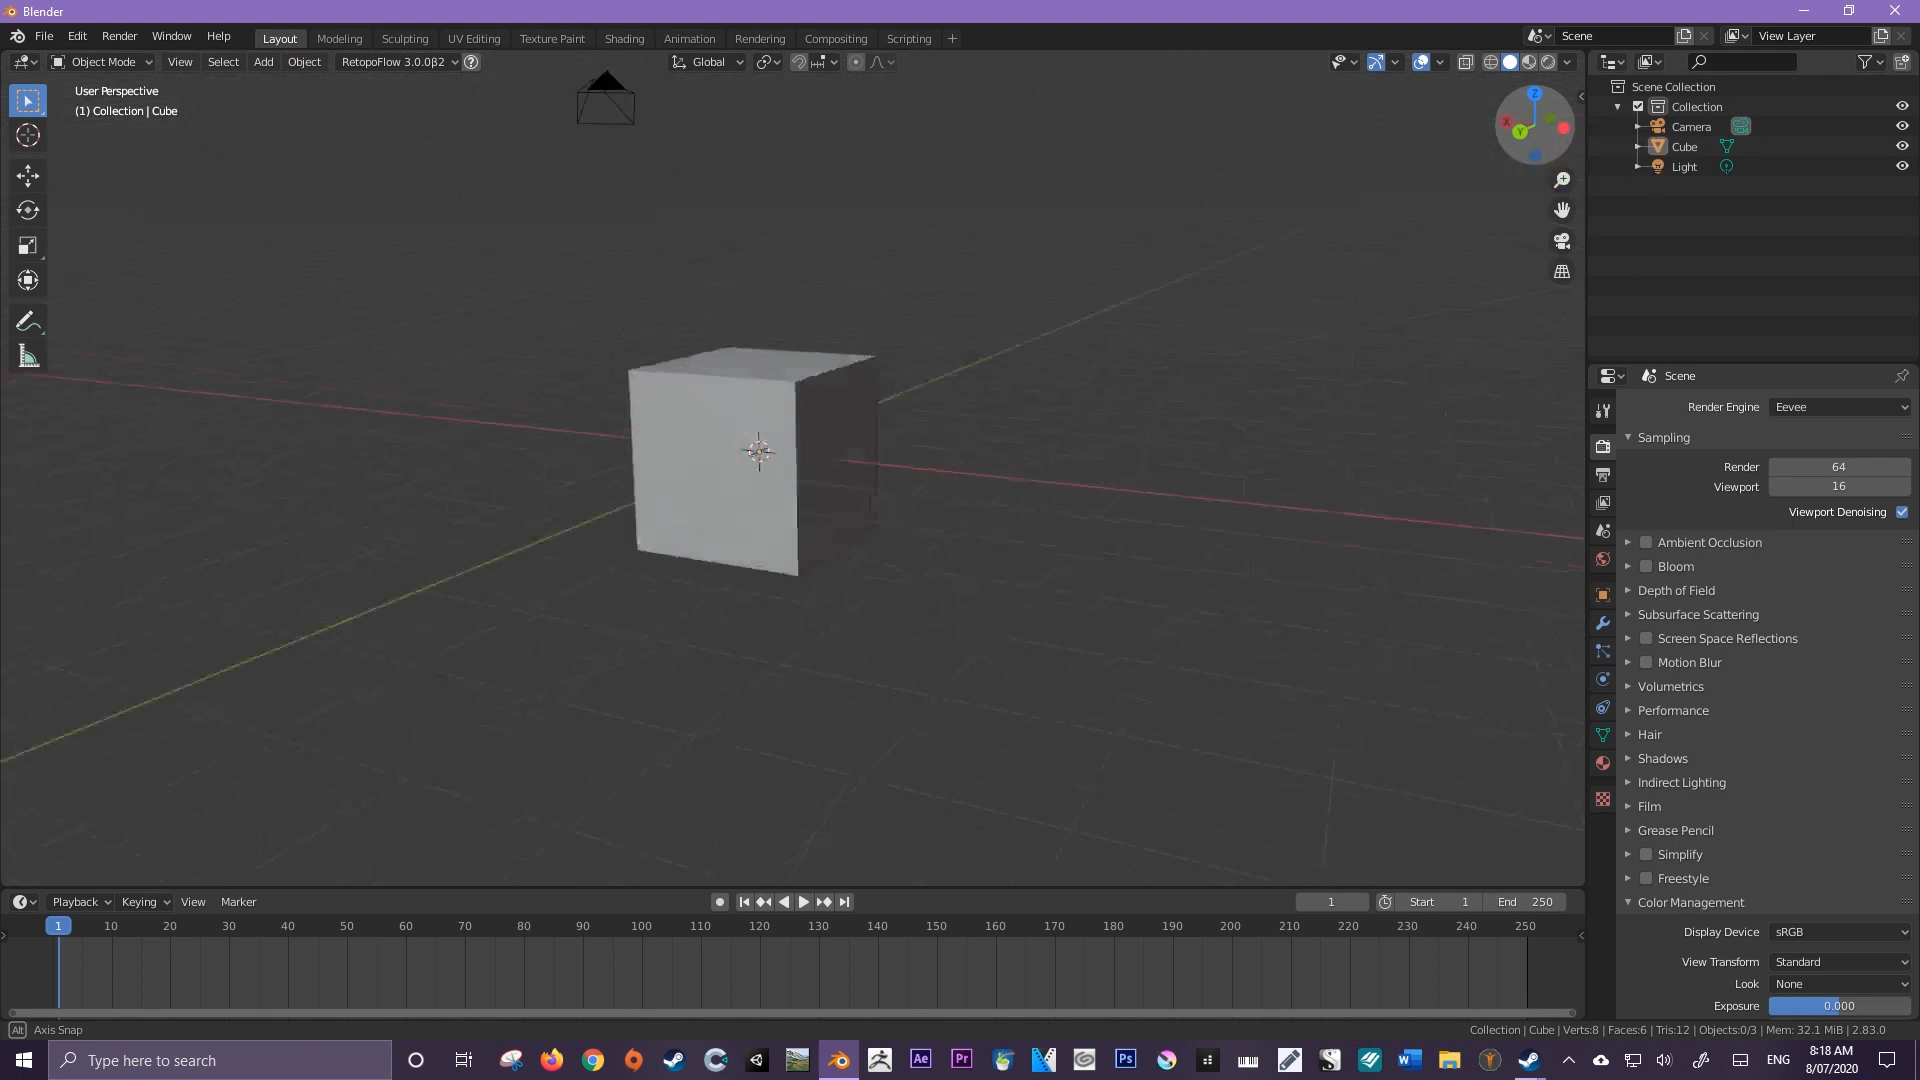 Blender
File Edit Render Window Help Layout Modeling Sculpting UV Editing Texture Paint Shading Animation Rendering Compositing Scripting + Scene View Layer
Object Mode View Select Add Object RetopoFlow 3.0.0β2 ? Global
User Perspective
(1) Collection | Cube
Z
X
Y
Scene Collection
Collection
Camera
Cube
Light
Scene
Render Engine Eevee
Sampling
Render 64
Viewport 16
Viewport Denoising
Ambient Occlusion
Bloom
Depth of Field
Subsurface Scattering
Screen Space Reflections
Motion Blur
Volumetrics
Performance
Hair
Shadows
Indirect Lighting
Film
Grease Pencil
Simplify
Freestyle
Color Management
Display Device sRGB
View Transform Standard
Look None
Exposure 0.000
Playback Keying View Marker 1 Start 1 End 250
1 10 20 30 40 50 60 70 80 90 100 110 120 130 140 150 160 170 180 190 200 210 220 230 240 250
Alt Axis Snap Collection | Cube | Verts:8 | Faces:6 | Tris:12 | Objects:0/3 | Mem: 32.1 MiB | 2.83.0
Type here to search Ae Pr Ps ENG 8:18 AM
8/07/2020